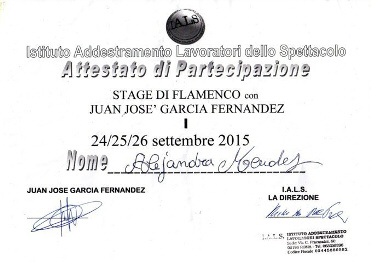 I.A.L.S.
Istituto Addestramento Lavoratori dello Spettacolo
Attestato di Partecipazione
STAGE DI FLAMENCO con
JUAN JOSE' GARCIA FERNANDEZ
I
24/25/26 settembre 2015
Nome Alejandra Mendes
JUAN JOSE GARCIA FERNANDEZ
I.A.L.S.
LA DIREZIONE
I.A.L.S. ISTITUTO ADDESTRAMENTO
LAVORATORI SPETTACOLO